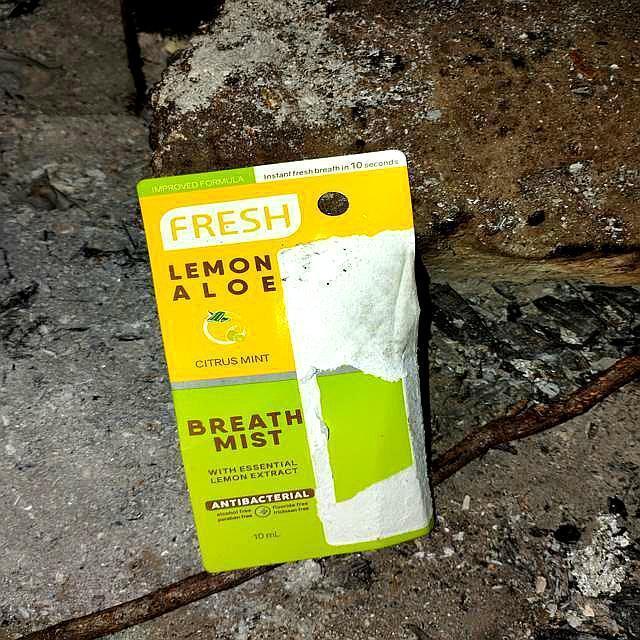 IMPROVED FORMULA
Instant fresh breath in 10 seconds
FRESH
LEMON
ALOE
CITRUS MINT
BREATH
MIST
WITH ESSENTIAL
LEMON EXTRACT
ANTIBACTERIAL
alcohol free fluoride free
paraben free triclosan free
10 mL